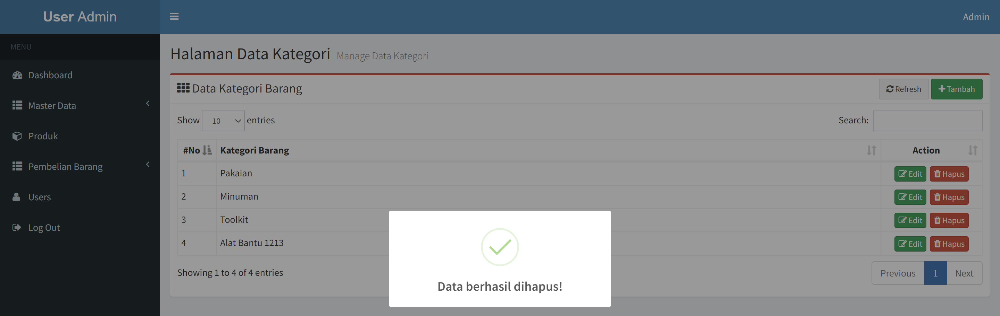 User Admin
Admin
MENU
Dashboard
Master Data
Produk
Pembelian Barang
Users
Log Out
Halaman Data Kategori Manage Data Kategori
Data Kategori Barang
Refresh Tambah
Show 10 entries
Search:
#No Kategori Barang Action
1 Pakaian Edit Hapus
2 Minuman Edit Hapus
3 Toolkit Edit Hapus
4 Alat Bantu 1213 Edit Hapus
Showing 1 to 4 of 4 entries
Previous 1 Next
Data berhasil dihapus!